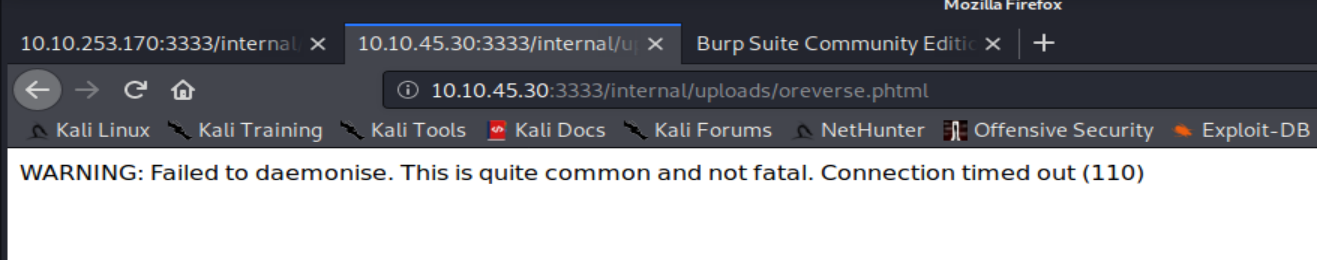 Mozilla Firefox
10.10.253.170:3333/internal × 10.10.45.30:3333/internal/u × Burp Suite Community Editic × +
10.10.45.30:3333/internal/uploads/oreverse.phtml
Kali Linux Kali Training Kali Tools Kali Docs Kali Forums NetHunter Offensive Security Exploit-DB
WARNING: Failed to daemonise. This is quite common and not fatal. Connection timed out (110)